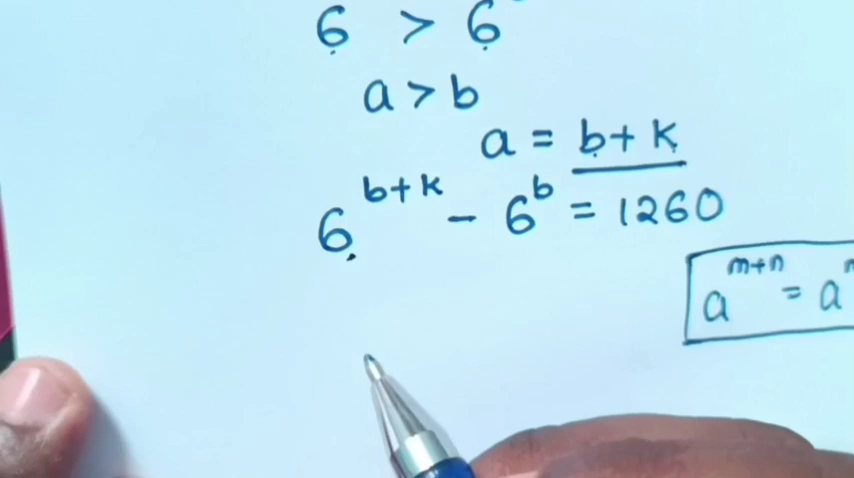 6 > 6
a > b
a = b + k
6^{b+k} - 6^b = 1260
a^{m+n} = a